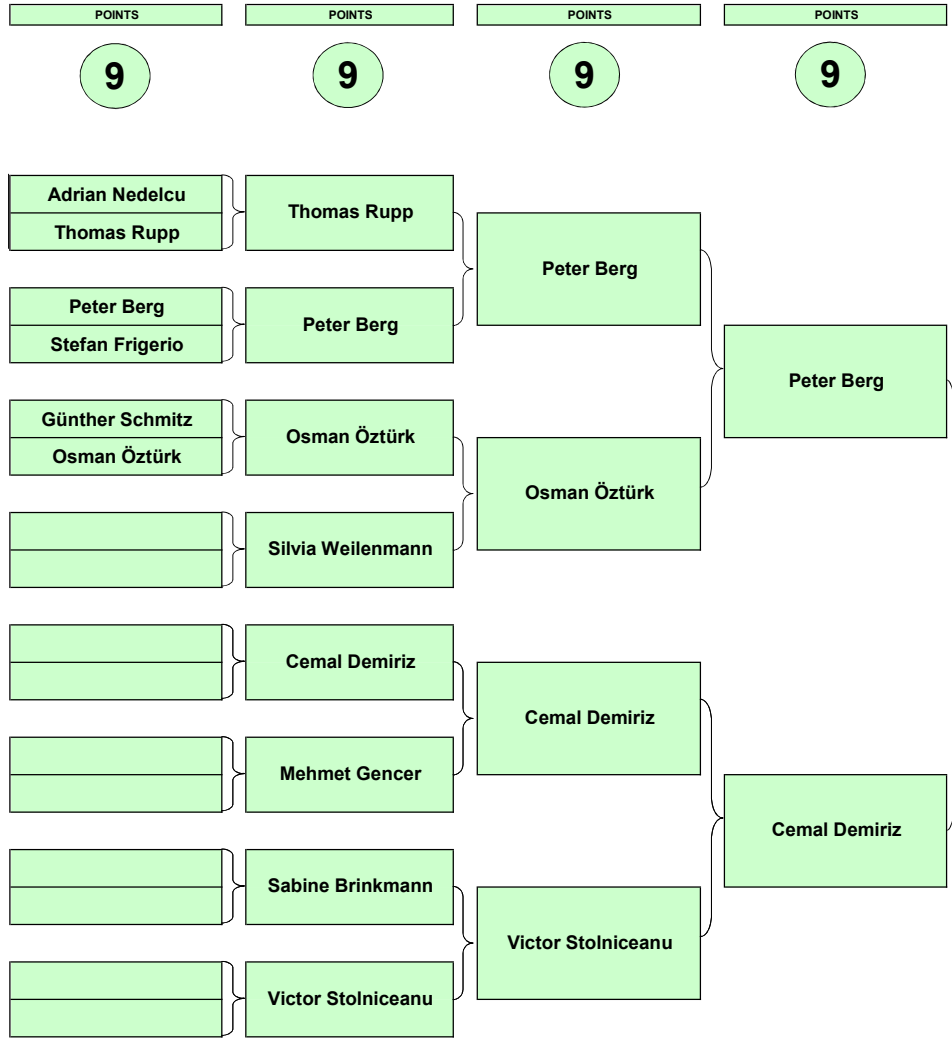 POINTS POINTS POINTS POINTS
9 9 9 9
Adrian Nedelcu
Thomas Rupp
Thomas Rupp
Peter Berg
Peter Berg
Stefan Frigerio
Peter Berg
Günther Schmitz
Osman Öztürk
Osman Öztürk
Silvia Weilenmann
Osman Öztürk
Peter Berg
Cemal Demiriz
Mehmet Gencer
Cemal Demiriz
Sabine Brinkmann
Victor Stolniceanu
Victor Stolniceanu
Cemal Demiriz